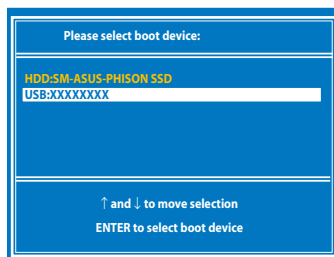 Please select boot device:
HDD:SM-ASUS-PHISON SSD
USB:XXXXXXXX
↑ and ↓ to move selection
ENTER to select boot device